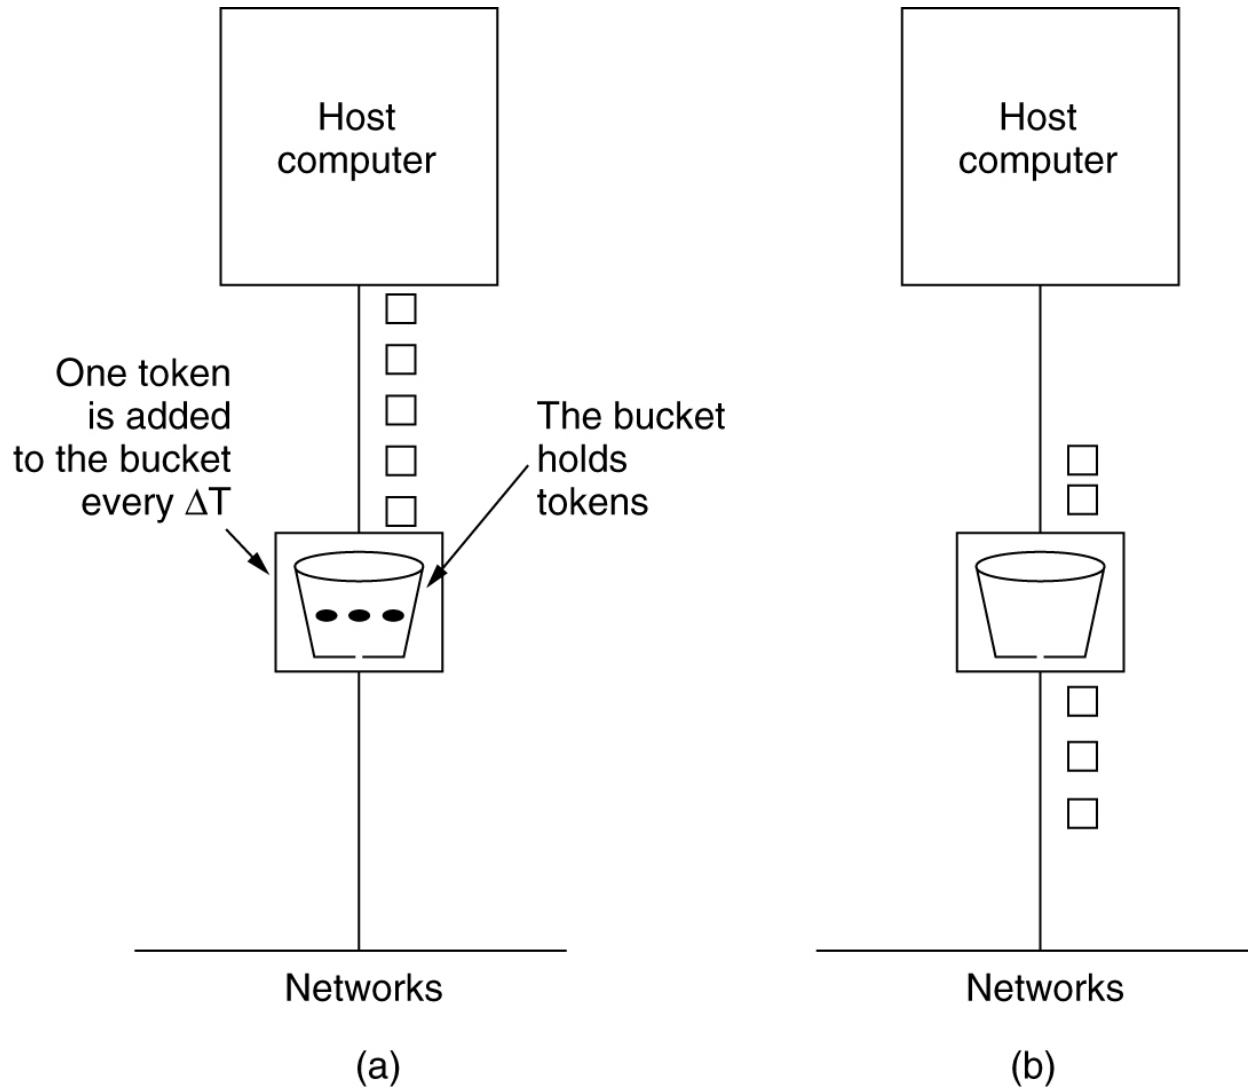 Host
computer
Host
computer
One token
is added
to the bucket
every ΔT
The bucket
holds
tokens
Networks
Networks
(a)
(b)